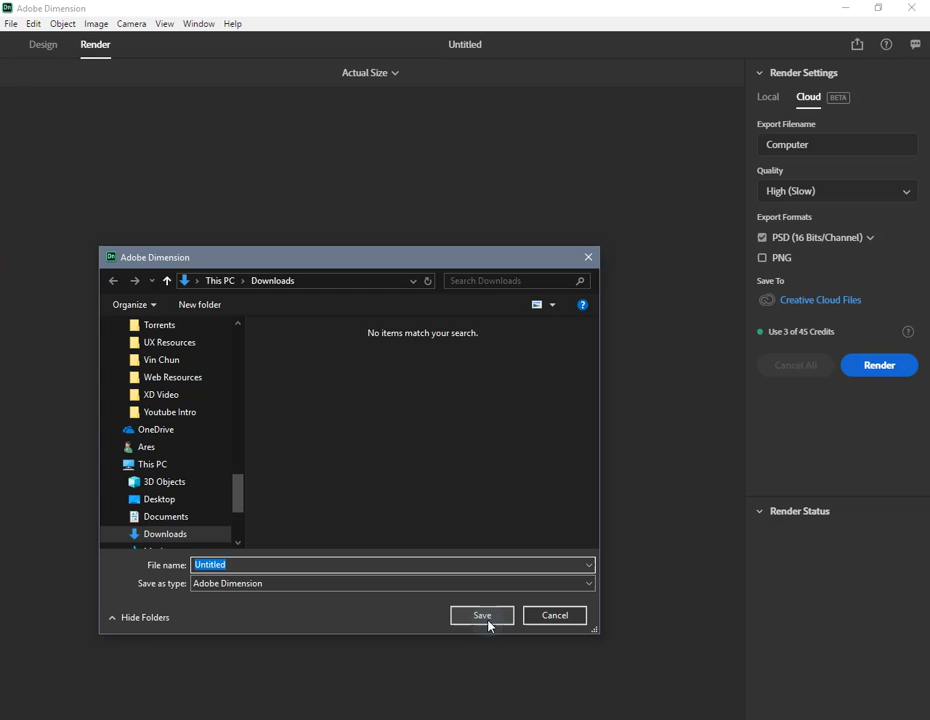 Dn Adobe Dimension
File Edit Object Image Camera View Window Help
Design Render Untitled
Actual Size
Render Settings
Local Cloud BETA
Export Filename
Computer
Quality
High (Slow)
Export Formats
PSD (16 Bits/Channel)
PNG
Save To
Creative Cloud Files
Use 3 of 45 Credits ?
Cancel All Render
Render Status
Dn Adobe Dimension
This PC > Downloads Search Downloads
Organize New folder ?
Torrents
UX Resources
Vin Chun
Web Resources
XD Video
Youtube Intro
OneDrive
Ares
This PC
3D Objects
Desktop
Documents
Downloads
No items match your search.
File name: Untitled
Save as type: Adobe Dimension
Hide Folders Save Cancel